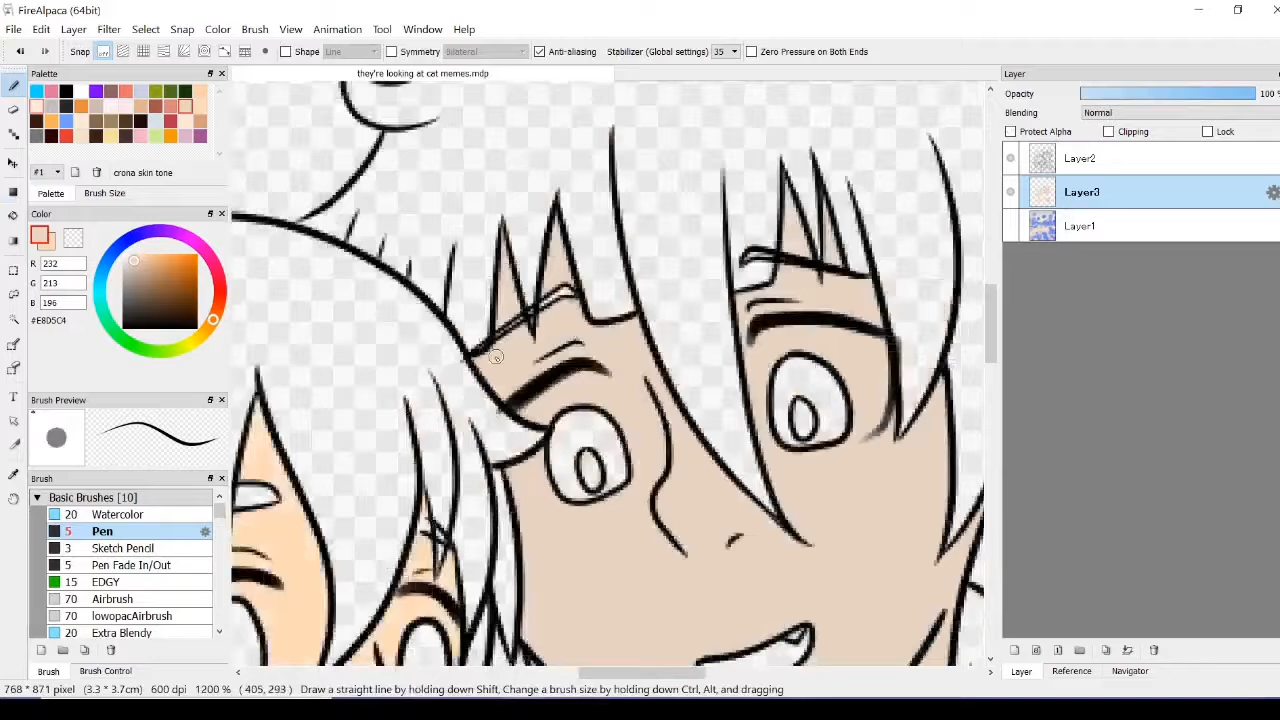 FireAlpaca (64bit)
File Edit Layer Filter Select Snap Color Brush View Animation Tool Window Help
Snap off Shape Line Symmetry Bilateral Anti-aliasing Stabilizer (Global settings) 35 Zero Pressure on Both Ends
Palette
they're looking at cat memes.mdp
Layer
Opacity 100 %
Blending Normal
Protect Alpha Clipping Lock
Layer2
Layer3
Layer1
#1 crona skin tone
Palette Brush Size
Color
R 232
G 213
B 196
#E8D5C4
Brush Preview
Brush
Basic Brushes [10]
20 Watercolor
5 Pen
3 Sketch Pencil
5 Pen Fade In/Out
15 EDGY
70 Airbrush
70 lowopacAirbrush
20 Extra Blendy
Brush Brush Control
Layer Reference Navigator
768 * 871 pixel (3.3 * 3.7cm) 600 dpi 1200 % ( 405, 293 ) Draw a straight line by holding down Shift, Change a brush size by holding down Ctrl, Alt, and dragging